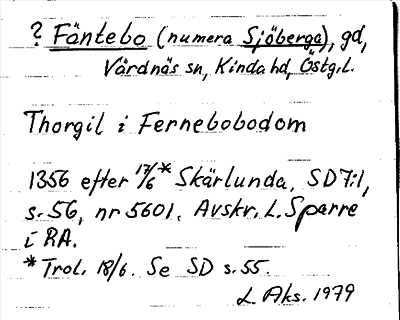 ? Fäntebo (numera Sjöberga), gd,
Vårdnäs sn, Kinda hd, Östg.l.
Thorgil i Fernebobodom
1356 efter 17/6* Skärlunda, SD 7:1,
s. 56, nr 5601. Avskr. L. Sparre
i RA.
* Trol. 18/6. Se SD s. 55.
L. Aks. 1979